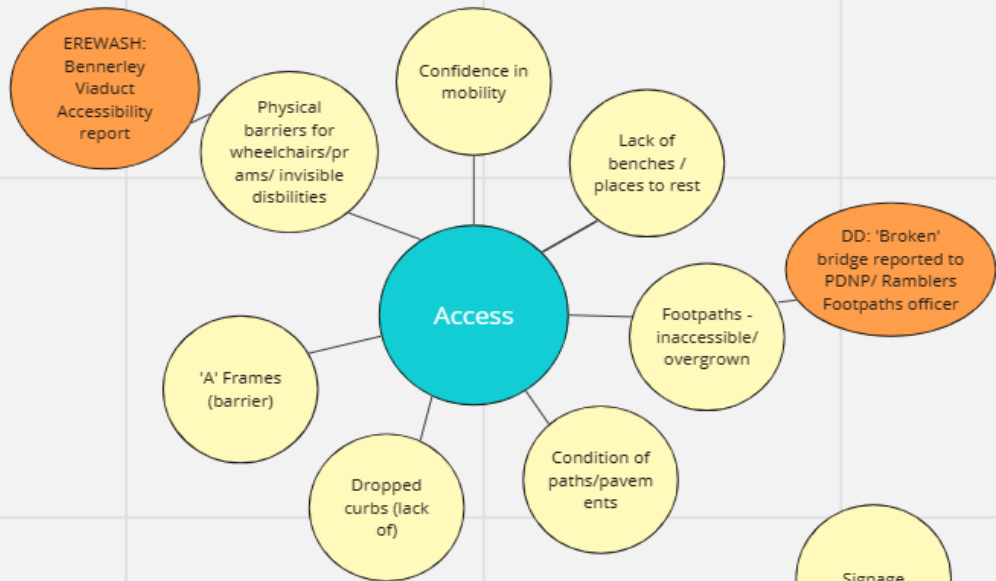 EREWASH:
Bennerley
Viaduct
Accessibility
report
Physical
barriers for
wheelchairs/pr
ams/ invisible
disbilities
Confidence in
mobility
Lack of
benches /
places to rest
DD: 'Broken'
bridge reported to
PDNP/ Ramblers
Footpaths officer
Footpaths -
inaccessible/
overgrown
Access
'A' Frames
(barrier)
Dropped
curbs (lack
of)
Condition of
paths/pavem
ents
Signage